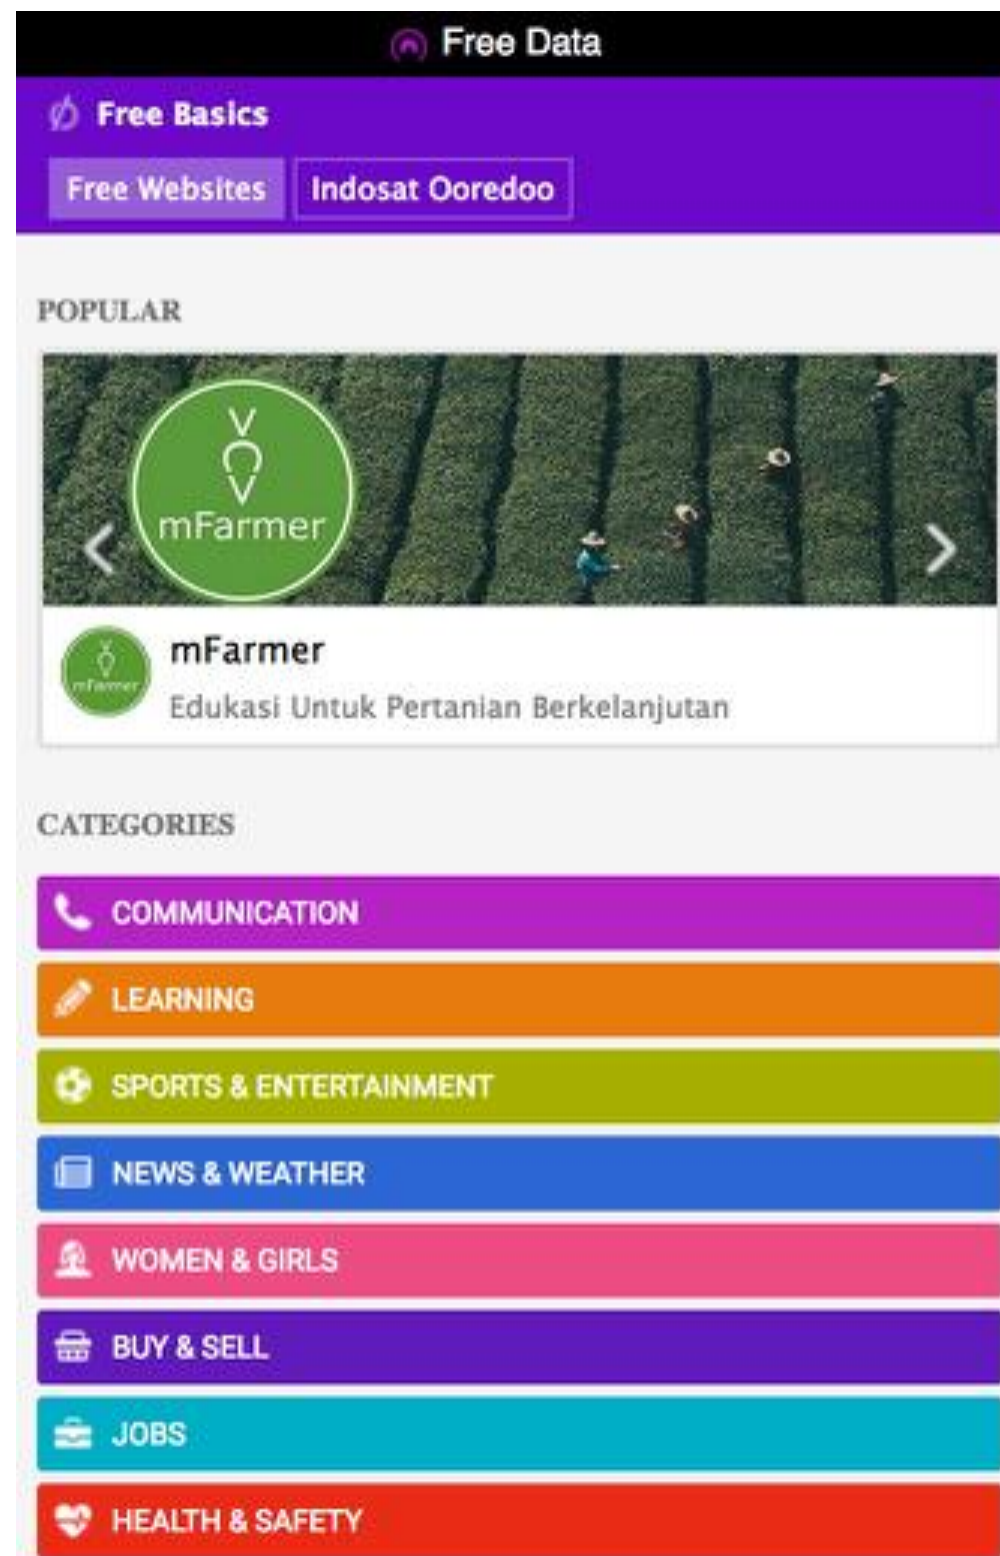 Free Data
Free Basics
Free Websites
Indosat Ooredoo
POPULAR
mFarmer
mFarmer
mFarmer
Edukasi Untuk Pertanian Berkelanjutan
CATEGORIES
COMMUNICATION
LEARNING
SPORTS & ENTERTAINMENT
NEWS & WEATHER
WOMEN & GIRLS
BUY & SELL
JOBS
HEALTH & SAFETY